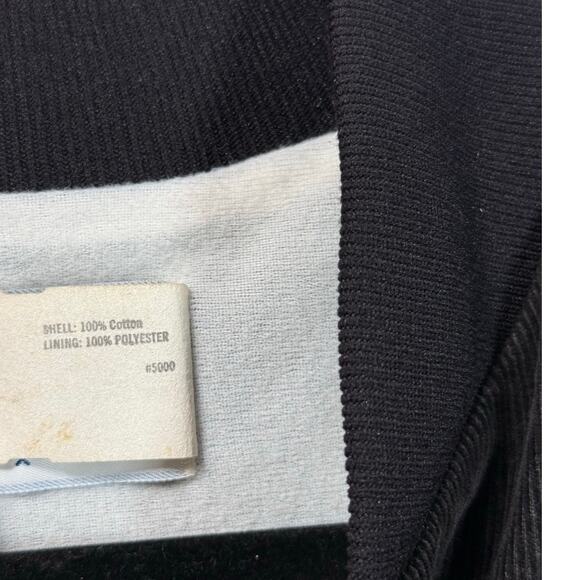 SHELL: 100% Cotton
LINING: 100% POLYESTER
#5000